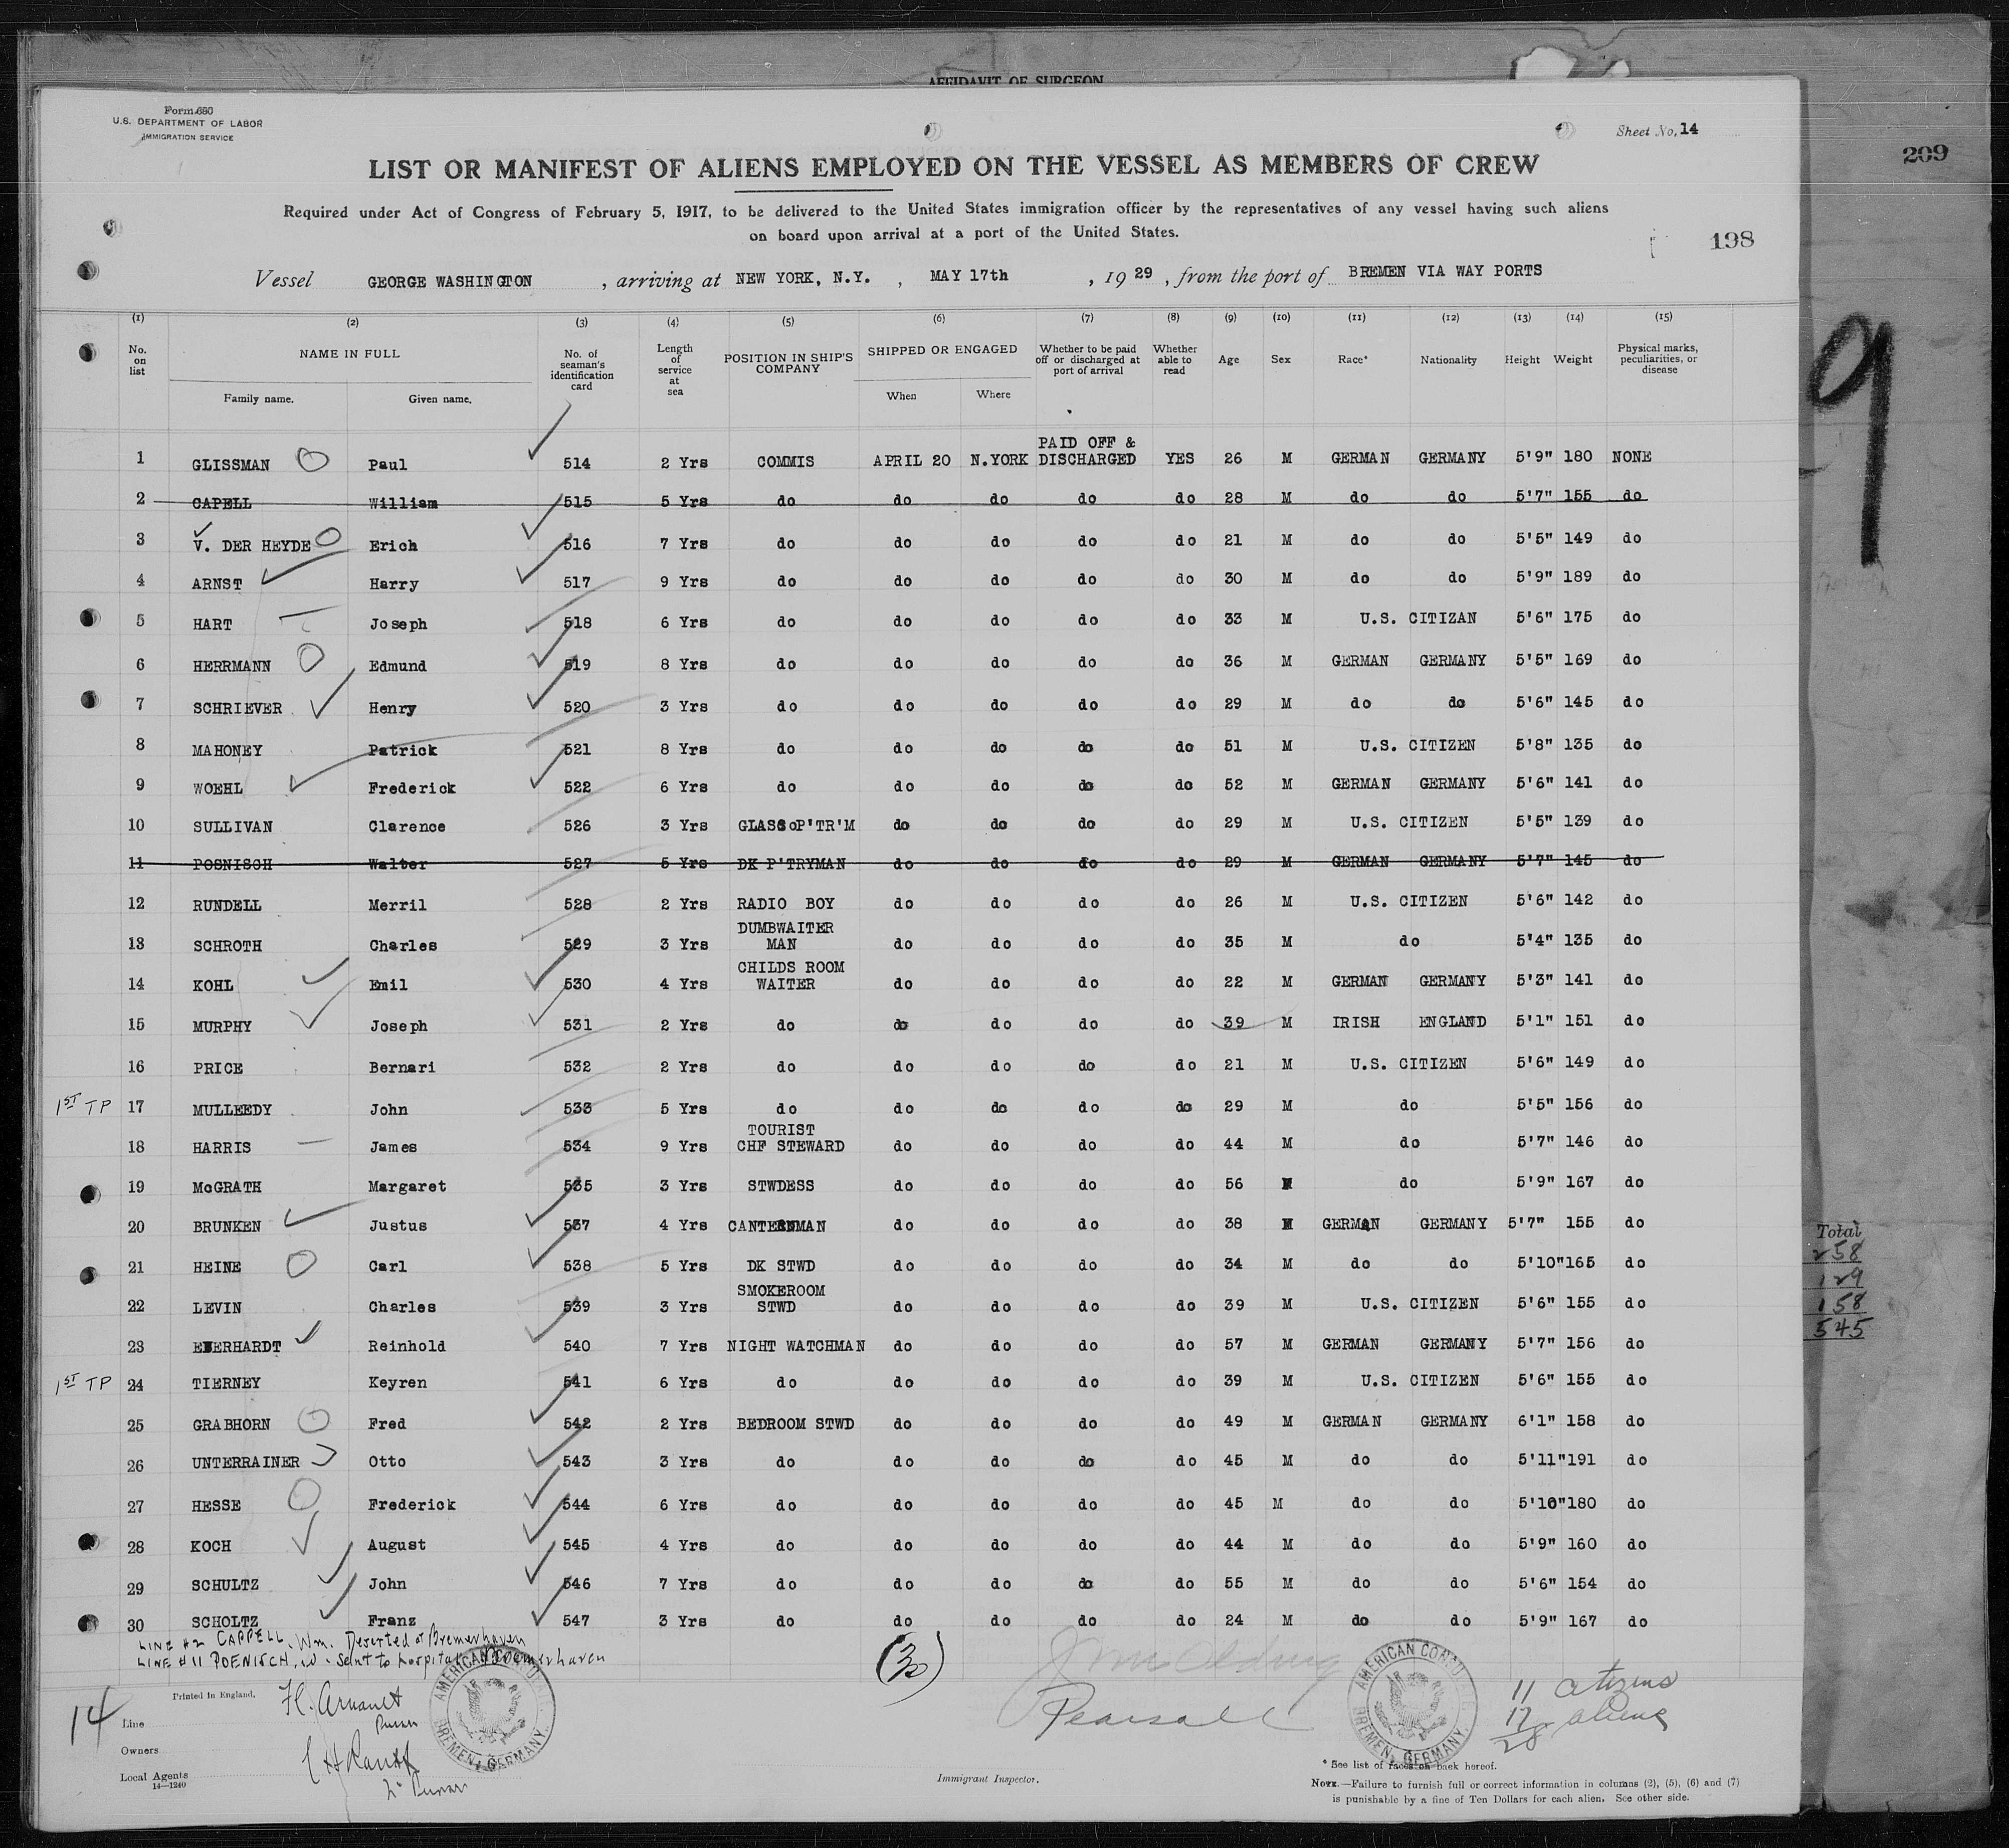 AFFIDAVIT OF SURGEON
Form 680
U.S. DEPARTMENT OF LABOR
IMMIGRATION SERVICE
Sheet No. 14
209
LIST OR MANIFEST OF ALIENS EMPLOYED ON THE VESSEL AS MEMBERS OF CREW
Required under Act of Congress of February 5, 1917, to be delivered to the United States immigration officer by the representatives of any vessel having such aliens
on board upon arrival at a port of the United States.
198
Vessel GEORGE WASHINGTON , arriving at NEW YORK, N.Y. , MAY 17th , 19 29 , from the port of BREMEN VIA WAY PORTS
9
(1) (2) (3) (4) (5) (6) (7) (8) (9) (10) (11) (12) (13) (14) (15)
No. on list NAME IN FULL Family name. Given name. No. of seaman's identification card Length of service at sea POSITION IN SHIP'S COMPANY SHIPPED OR ENGAGED When Where Whether to be paid off or discharged at port of arrival Whether able to read Age Sex Race* Nationality Height Weight Physical marks, peculiarities, or disease
1 GLISSMAN Paul 514 2 Yrs COMMIS APRIL 20 N.YORK PAID OFF & DISCHARGED YES 26 M GERMAN GERMANY 5'9" 180 NONE
2 CAPELL William 515 5 Yrs do do do do do 28 M do do 5'7" 155 do
3 V. DER HEYDE Erich 516 7 Yrs do do do do do 21 M do do 5'5" 149 do
4 ARNST Harry 517 9 Yrs do do do do do 30 M do do 5'9" 189 do
5 HART Joseph 518 6 Yrs do do do do do 33 M U.S. CITIZAN 5'6" 175 do
6 HERRMANN Edmund 519 8 Yrs do do do do do 36 M GERMAN GERMANY 5'5" 169 do
7 SCHRIEVER Henry 520 3 Yrs do do do do do 29 M do do 5'6" 145 do
8 MAHONEY Patrick 521 8 Yrs do do do do do 51 M U.S. CITIZEN 5'8" 135 do
9 WOEHL Frederick 522 6 Yrs do do do do do 52 M GERMAN GERMANY 5'6" 141 do
10 SULLIVAN Clarence 526 3 Yrs GLASS P'TR'M do do do do 29 M U.S. CITIZEN 5'5" 139 do
11 POSNISCH Walter 527 5 Yrs DK P'TRYMAN do do do do 29 M GERMAN GERMANY 5'7" 145 do
12 RUNDELL Merril 528 2 Yrs RADIO BOY do do do do 26 M U.S. CITIZEN 5'6" 142 do
13 SCHROTH Charles 529 3 Yrs DUMBWAITER MAN do do do do 35 M do 5'4" 135 do
14 KOHL Emil 530 4 Yrs CHILDS ROOM WAITER do do do do 22 M GERMAN GERMANY 5'3" 141 do
15 MURPHY Joseph 531 2 Yrs do do do do do 39 M IRISH ENGLAND 5'1" 151 do
16 PRICE Bernari 532 2 Yrs do do do do do 21 M U.S. CITIZEN 5'6" 149 do
1ST TP 17 MULLEEDY John 533 5 Yrs do do do do do 29 M do 5'5" 156 do
18 HARRIS James 534 9 Yrs TOURIST CHF STEWARD do do do do 44 M do 5'7" 146 do
19 McGRATH Margaret 535 3 Yrs STWDESS do do do do 56 do 5'9" 167 do
20 BRUNKEN Justus 537 4 Yrs CANTEENMAN do do do do 38 M GERMAN GERMANY 5'7" 155 do
21 HEINE Carl 538 5 Yrs DK STWD do do do do 34 M do do 5'10" 165 do
22 LEVIN Charles 539 3 Yrs SMOKEROOM STWD do do do do 39 M U.S. CITIZEN 5'6" 155 do
23 EBERHARDT Reinhold 540 7 Yrs NIGHT WATCHMAN do do do do 57 M GERMAN GERMANY 5'7" 156 do
1ST TP 24 TIERNEY Keyren 541 6 Yrs do do do do do 39 M U.S. CITIZEN 5'6" 155 do
25 GRABHORN Fred 542 2 Yrs BEDROOM STWD do do do do 49 M GERMAN GERMANY 6'1" 158 do
26 UNTERRAINER Otto 543 3 Yrs do do do do do 45 M do do 5'11" 191 do
27 HESSE Frederick 544 6 Yrs do do do do do 45 M do do 5'10" 180 do
28 KOCH August 545 4 Yrs do do do do do 44 M do do 5'9" 160 do
29 SCHULTZ John 546 7 Yrs do do do do do 55 M do do 5'6" 154 do
30 SCHOLTZ Franz 547 3 Yrs do do do do do 24 M do do 5'9" 167 do
Total
258
129
158
545
LINE #2 CAPPELL, Wm. Deserted at Bremerhaven
LINE #11 POENISCH, W. sent to hospital Bremerhaven
(30)
14
Printed in England.
Line
Owners
Local Agents
14—1240
AMERICAN CONSUL
BREMEN, GERMANY.
Pearsall
Immigrant Inspector.
AMERICAN CONSUL
BREMEN, GERMANY.
11 citizens
17 aliens
28
* See list of races on back hereof.
NOTE.—Failure to furnish full or correct information in columns (2), (5), (6) and (7)
is punishable by a fine of Ten Dollars for each alien. See other side.